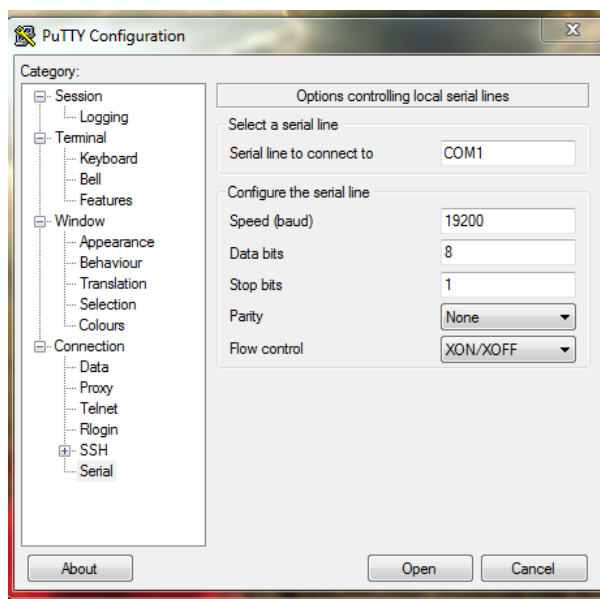 PuTTY Configuration
Category:
Session
Logging
Terminal
Keyboard
Bell
Features
Window
Appearance
Behaviour
Translation
Selection
Colours
Connection
Data
Proxy
Telnet
Rlogin
SSH
Serial
Options controlling local serial lines
Select a serial line
Serial line to connect to COM1
Configure the serial line
Speed (baud) 19200
Data bits 8
Stop bits 1
Parity None
Flow control XON/XOFF
About Open Cancel